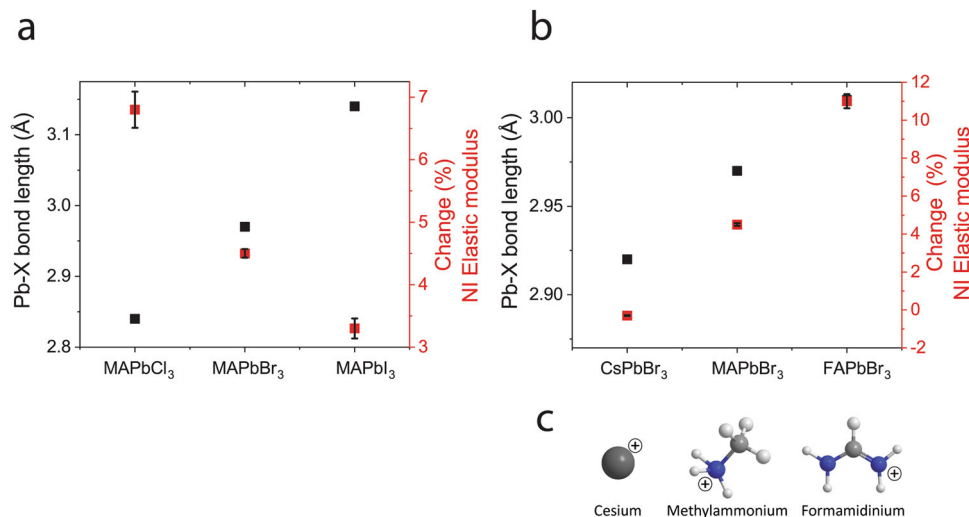 a
b
Pb-X bond length (Å)
3.1
3.0
2.9
2.8
7
6
5
4
3
Change (%)
NI Elastic modulus
MAPbCl₃
MAPbBr₃
MAPbI₃
Pb-X bond length (Å)
3.00
2.95
2.90
12
10
8
6
4
2
0
-2
Change (%)
NI Elastic modulus
CsPbBr₃
MAPbBr₃
FAPbBr₃
c
+
+
+
Cesium
Methylammonium
Formamidinium